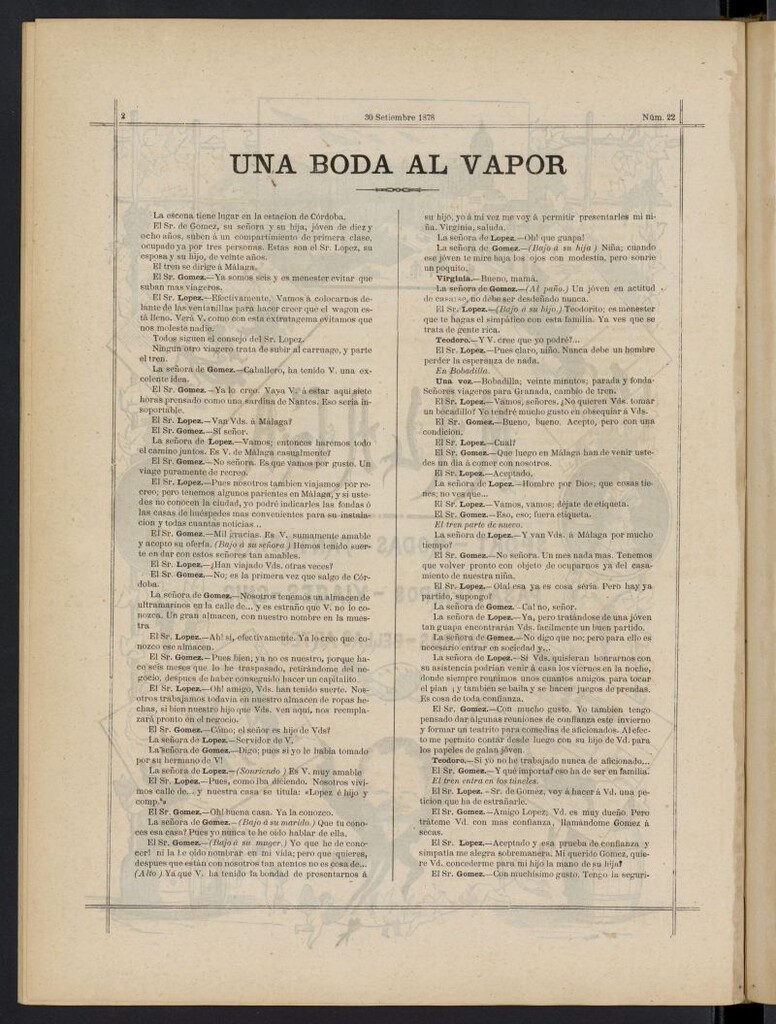 2
30 Setiembre 1878
Núm. 22
UNA BODA AL VAPOR
La escena tiene lugar en la estacion de Córdoba.
El Sr. de Gomez, su señora y su hija, jóven de diez y
ocho años, suben á un compartimiento de primera clase,
ocupado ya por tres personas. Estas son el Sr. Lopez, su
esposa y su hijo, de veinte años.
El tren se dirige á Málaga.
El Sr. Gomez.—Ya somos seis y es menester evitar que
suban mas viageros.
El Sr. Lopez.—Efectivamente. Vamos á colocarnos de-
lante de las ventanillas para hacer creer que el wagon es-
tá lleno. Verá V. como con esta extratagema evitamos que
nos moleste nadie.
Todos siguen el consejo del Sr. Lopez.
Ningun otro viagero trata de subir al carruage, y parte
el tren.
La señora de Gomez.—Caballero, ha tenido V. una ex-
celente idea.
El Sr. Gomez.—Ya lo creo. Vaya V. á estar aquí siete
horas prensado como una sardina de Nantes. Eso seria in-
soportable.
El Sr. Lopez.—Van Vds. á Málaga?
El Sr. Gomez.—Sí señor.
La señora de Lopez.—Vamos; entonces haremos todo
el camino juntos. Es V. de Málaga casualmente?
El Sr. Gomez.—No señora. Es que vamos por gusto. Un
viage puramente de recreo.
El Sr. Lopez.—Pues nosotros tambien viajamos por re-
creo; pero tenemos algunos parientes en Málaga, y si uste-
des no conocen la ciudad, yo podré indicarles las fondas ó
las casas de huéspedes mas convenientes para su instala-
cion y todas cuantas noticias...
El Sr. Gomez.—Mil gracias. Es V. sumamente amable
y acepto su oferta. (Bajo á su señora) Hemos tenido suer-
te en dar con estos señores tan amables.
El Sr. Lopez.—¿Han viajado Vds. otras veces?
El Sr. Gomez.—No; es la primera vez que salgo de Cór-
doba.
La señora de Gomez.—Nosotros tenemos un almacen de
ultramarinos en la calle de... y es estraño que V. no lo co-
nozca. Un gran almacen, con nuestro nombre en la mues-
tra
El Sr. Lopez.—Ah! sí, efectivamente. Ya lo creo que co-
nozco ese almacen.
El Sr. Gomez.—Pues bien, ya no es nuestro, porque ha-
ce seis meses que lo he traspasado, retirándome del ne-
gocio, despues de haber conseguido hacer un capitalito.
El Sr. Lopez.—Oh! amigo, Vds. han tenido suerte. Nos-
otros trabajamos todavia en nuestro almacen de ropas he-
chas, si bien nuestro hijo que Vds. ven aquí, nos reempla-
zará pronto en el negocio.
El Sr. Gomez.—Cómo; el señor es hijo de Vds?
La señora de Lopez.—Servidor de V.
La señora de Gomez.—Digo; pues si yo le habia tomado
por su hermano de V!
La señora de Lopez—(Sonriendo) Es V. muy amable
El Sr. Lopez.—Pues, como iba diciendo. Nosotros vivi-
mos calle de... y nuestra casa se titula: «Lopez é hijo y
comp.ª»
El Sr. Gomez.—Oh! buena casa. Ya la conozco.
La señora de Gomez.—(Bajo á su marido.) Que tu cono-
ces esa casa? Pues yo nunca te he oido hablar de ella.
El Sr. Gomez.—(Bajo á su muger.) Yo que he de cono-
cer! ni la he oido nombrar en mi vida; pero que quieres,
despues que están con nosotros tan atentos no es cosa de...
(Alto) Ya que V. ha tenido la bondad de presentarnos á
su hijo, yo á mi vez me voy á permitir presentarles mi ni-
ña. Virginia, saluda.
La señora de Lopez.—Oh! que guapa!
La señora de Gomez.—(Bajo á su hija) Niña; cuando
ese jóven te mire baja los ojos con modestia, pero sonrie
un poquito.
Virginia.—Bueno, mamá.
La señora de Gomez.—(Al paño.) Un jóven en actitud
de casarse, no debe ser desdeñado nunca.
El Sr. Lopez.—(Bajo á su hijo.) Teodorito; es menester
que te hagas el simpático con esta familia. Ya ves que se
trata de gente rica.
Teodoro.—Y V. cree que yo podré?...
El Sr. Lopez.—Pues claro, niño. Nunca debe un hombre
perder la esperanza de nada.
En Bobadilla.
Una voz.—Bobadilla; veinte minutos; parada y fonda-
Señores viageros para Granada, cambio de tren.
El Sr. Lopez.—Vamos, señores. ¿No quieren Vds. tomar
un bocadillo? Yo tendré mucho gusto en obsequiar á Vds.
El Sr. Gomez.—Bueno, bueno. Acepto, pero con una
condicion.
El Sr. Lopez.—Cuál?
El Sr. Gomez.—Que luego en Málaga han de venir uste-
des un dia á comer con nosotros.
El Sr. Lopez.—Aceptado.
La señora de Lopez.—Hombre por Dios; que cosas tie-
nes; no ves que...
El Sr. Lopez.—Vamos, vamos; déjate de etiqueta.
El Sr. Gomez.—Eso, eso; fuera etiqueta.
El tren parte de nuevo.
La señora de Lopez.—Y van Vds. á Málaga por mucho
tiempo?
El Sr. Gomez.—No señora. Un mes nada mas. Tenemos
que volver pronto con objeto de ocuparnos ya del casa-
miento de nuestra niña.
El Sr. Lopez.—Ola! esa ya es cosa séria. Pero hay ya
partido, supongo?
La señora de Gomez.- Ca! no, señor.
La señora de Lopez.—Ya, pero tratándose de una jóven
tan guapa encontrarán Vds. facilmente un buen partido.
La señora de Gomez.—No digo que no; pero para ello es
necesario entrar en sociedad y...
La señora de Lopez.—Si Vds. quisieran honrarnos con
su asistencia podrian venir á casa los viernes en la noche,
donde siempre reunimos unos cuantos amigos para tocar
el pian ; y tambien se baila y se hacen juegos de prendas.
Es cosa de toda confianza.
El Sr. Gomez.—Con mucho gusto. Yo tambien tengo
pensado dar algunas reuniones de confianza este invierno
y formar un teatrito para comedias de aficionados. Al efec-
to me permito contar desde luego con su hijo de Vd. para
los papeles de galan jóven.
Teodoro.—Si yo no he trabajado nunca de aficionado...
El Sr. Gomez.—Y qué importa? eso ha de ser en familia.
El tren entra en los túneles.
El Sr. Lopez.- Sr. de Gomez, voy á hacer á Vd. una pe-
ticion que ha de estrañarle.
El Sr. Gomez.—Amigo Lopez; Vd. es muy dueño. Pero
tráteme Vd. con mas confianza, llamándome Gomez á
secas.
El Sr. Lopez.—Aceptado y esa prueba de confianza y
simpatia me alegra sobremanera. Mi querido Gomez, quie-
re Vd. concederme para mi hijo la mano de su hija?
El Sr. Gomez.—Con muchísimo gusto. Tengo la seguri-